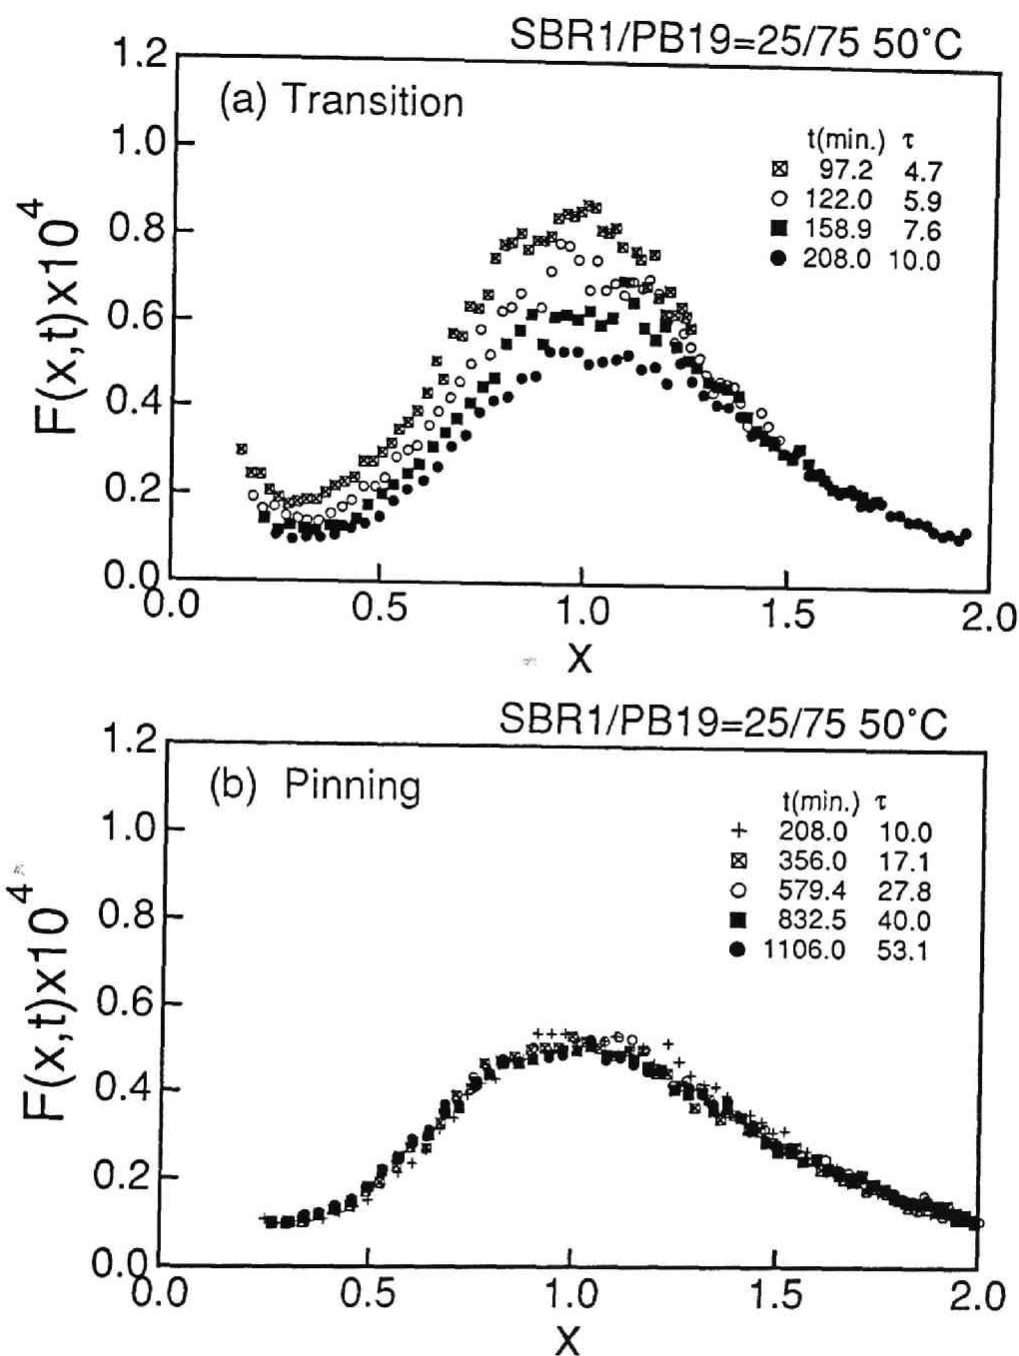 SBR1/PB19=25/75 50°C
(a) Transition
t(min.) τ
97.2 4.7
122.0 5.9
158.9 7.6
208.0 10.0
F(x,t)x10⁴
1.2
1.0
0.8
0.6
0.4
0.2
0.0
0.0 0.5 1.0 1.5 2.0
X
SBR1/PB19=25/75 50°C
(b) Pinning
t(min.) τ
208.0 10.0
356.0 17.1
579.4 27.8
832.5 40.0
1106.0 53.1
F(x,t)x10⁴
1.2
1.0
0.8
0.6
0.4
0.2
0.0
0.0 0.5 1.0 1.5 2.0
X